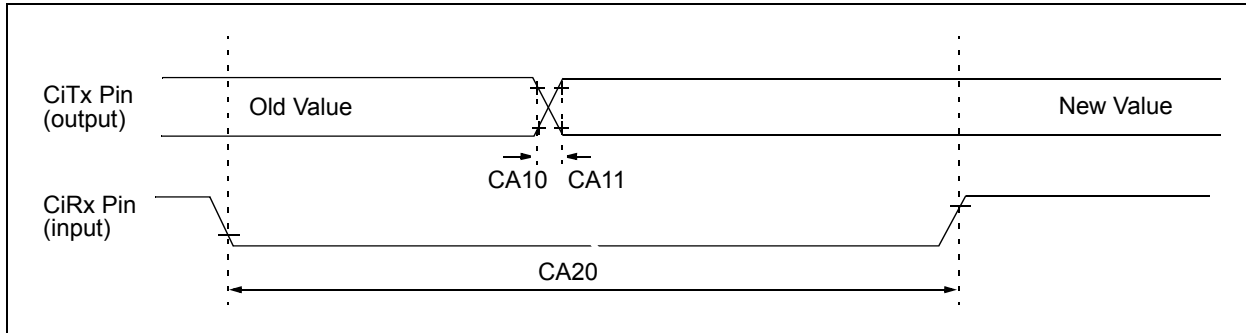 CiTx Pin
(output)
Old Value
New Value
CA10 CA11
CiRx Pin
(input)
CA20